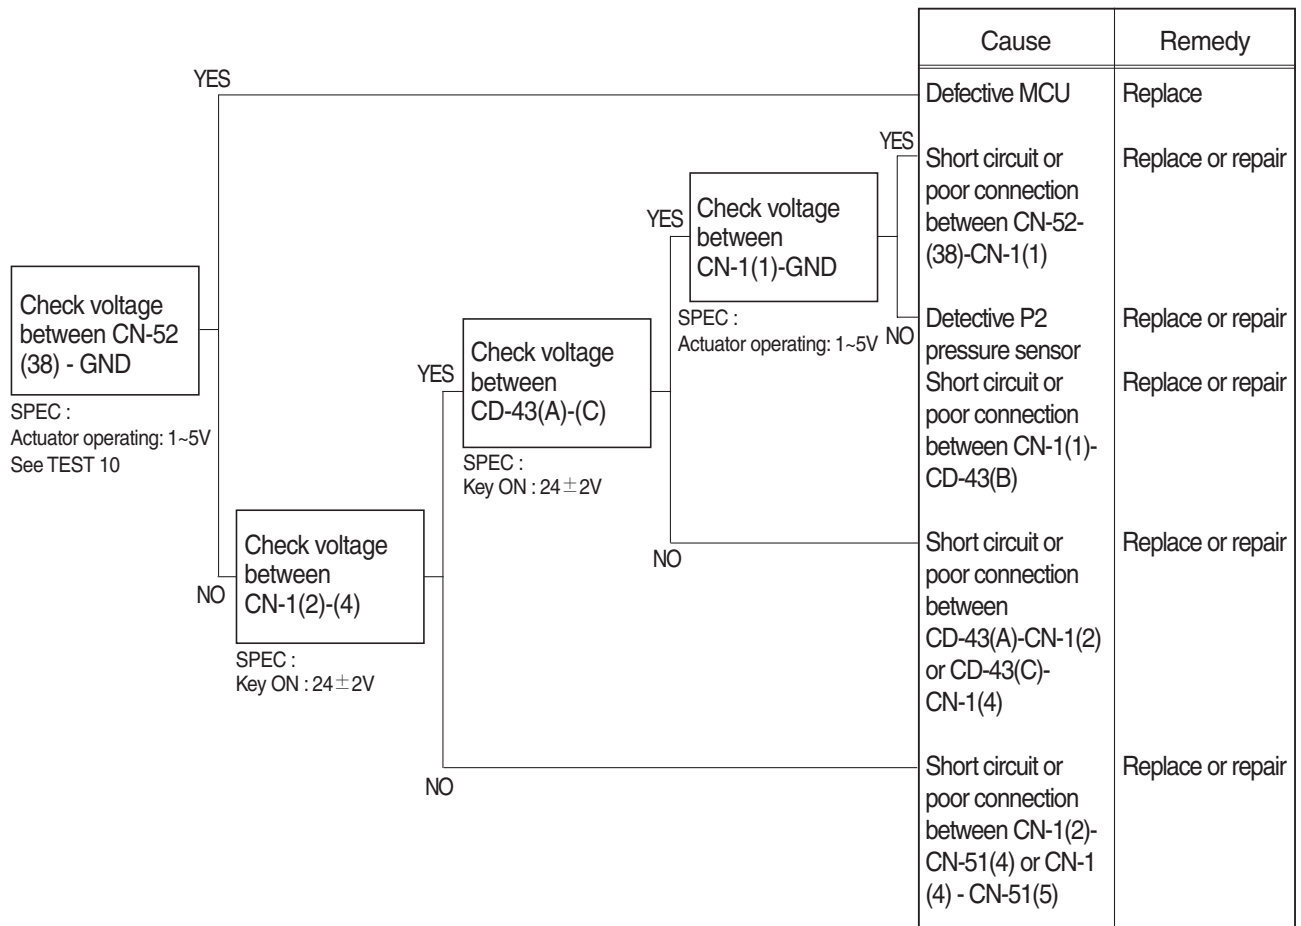 Cause
Remedy
YES
Defective MCU
Replace
YES
Short circuit or
poor connection
between CN-52-
(38)-CN-1(1)
Replace or repair
YES
Check voltage
between
CN-1(1)-GND
SPEC :
Actuator operating: 1~5V
NO
Detective P2
pressure sensor
Replace or repair
Short circuit or
poor connection
between CN-1(1)-
CD-43(B)
Replace or repair
Check voltage
between CN-52
(38) - GND
SPEC :
Actuator operating: 1~5V
See TEST 10
YES
Check voltage
between
CD-43(A)-(C)
SPEC :
Key ON : 24±2V
NO
Short circuit or
poor connection
between
CD-43(A)-CN-1(2)
or CD-43(C)-
CN-1(4)
Replace or repair
NO
Check voltage
between
CN-1(2)-(4)
SPEC :
Key ON : 24±2V
NO
Short circuit or
poor connection
between CN-1(2)-
CN-51(4) or CN-1
(4) - CN-51(5)
Replace or repair